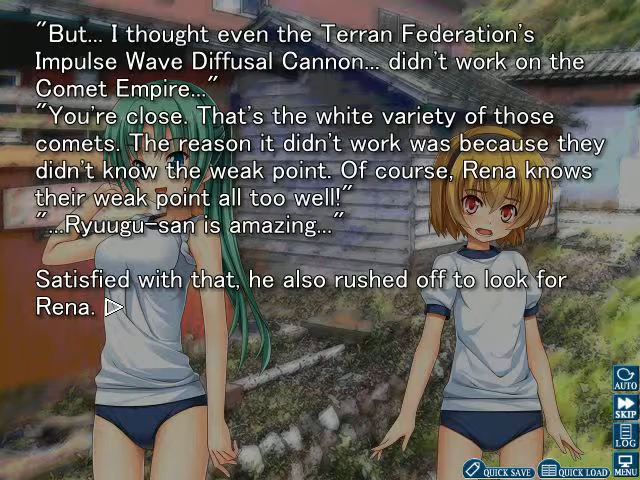 "But... I thought even the Terran Federation's
Impulse Wave Diffusal Cannon... didn't work on the
Comet Empire..."
"You're close. That's the white variety of those
comets. The reason it didn't work was because they
didn't know the weak point. Of course, Rena knows
their weak point all too well!"
"...Ryuugu-san is amazing..."
Satisfied with that, he also rushed off to look for
Rena.
AUTO
SKIP
LOG
QUICK SAVE
QUICK LOAD
MENU